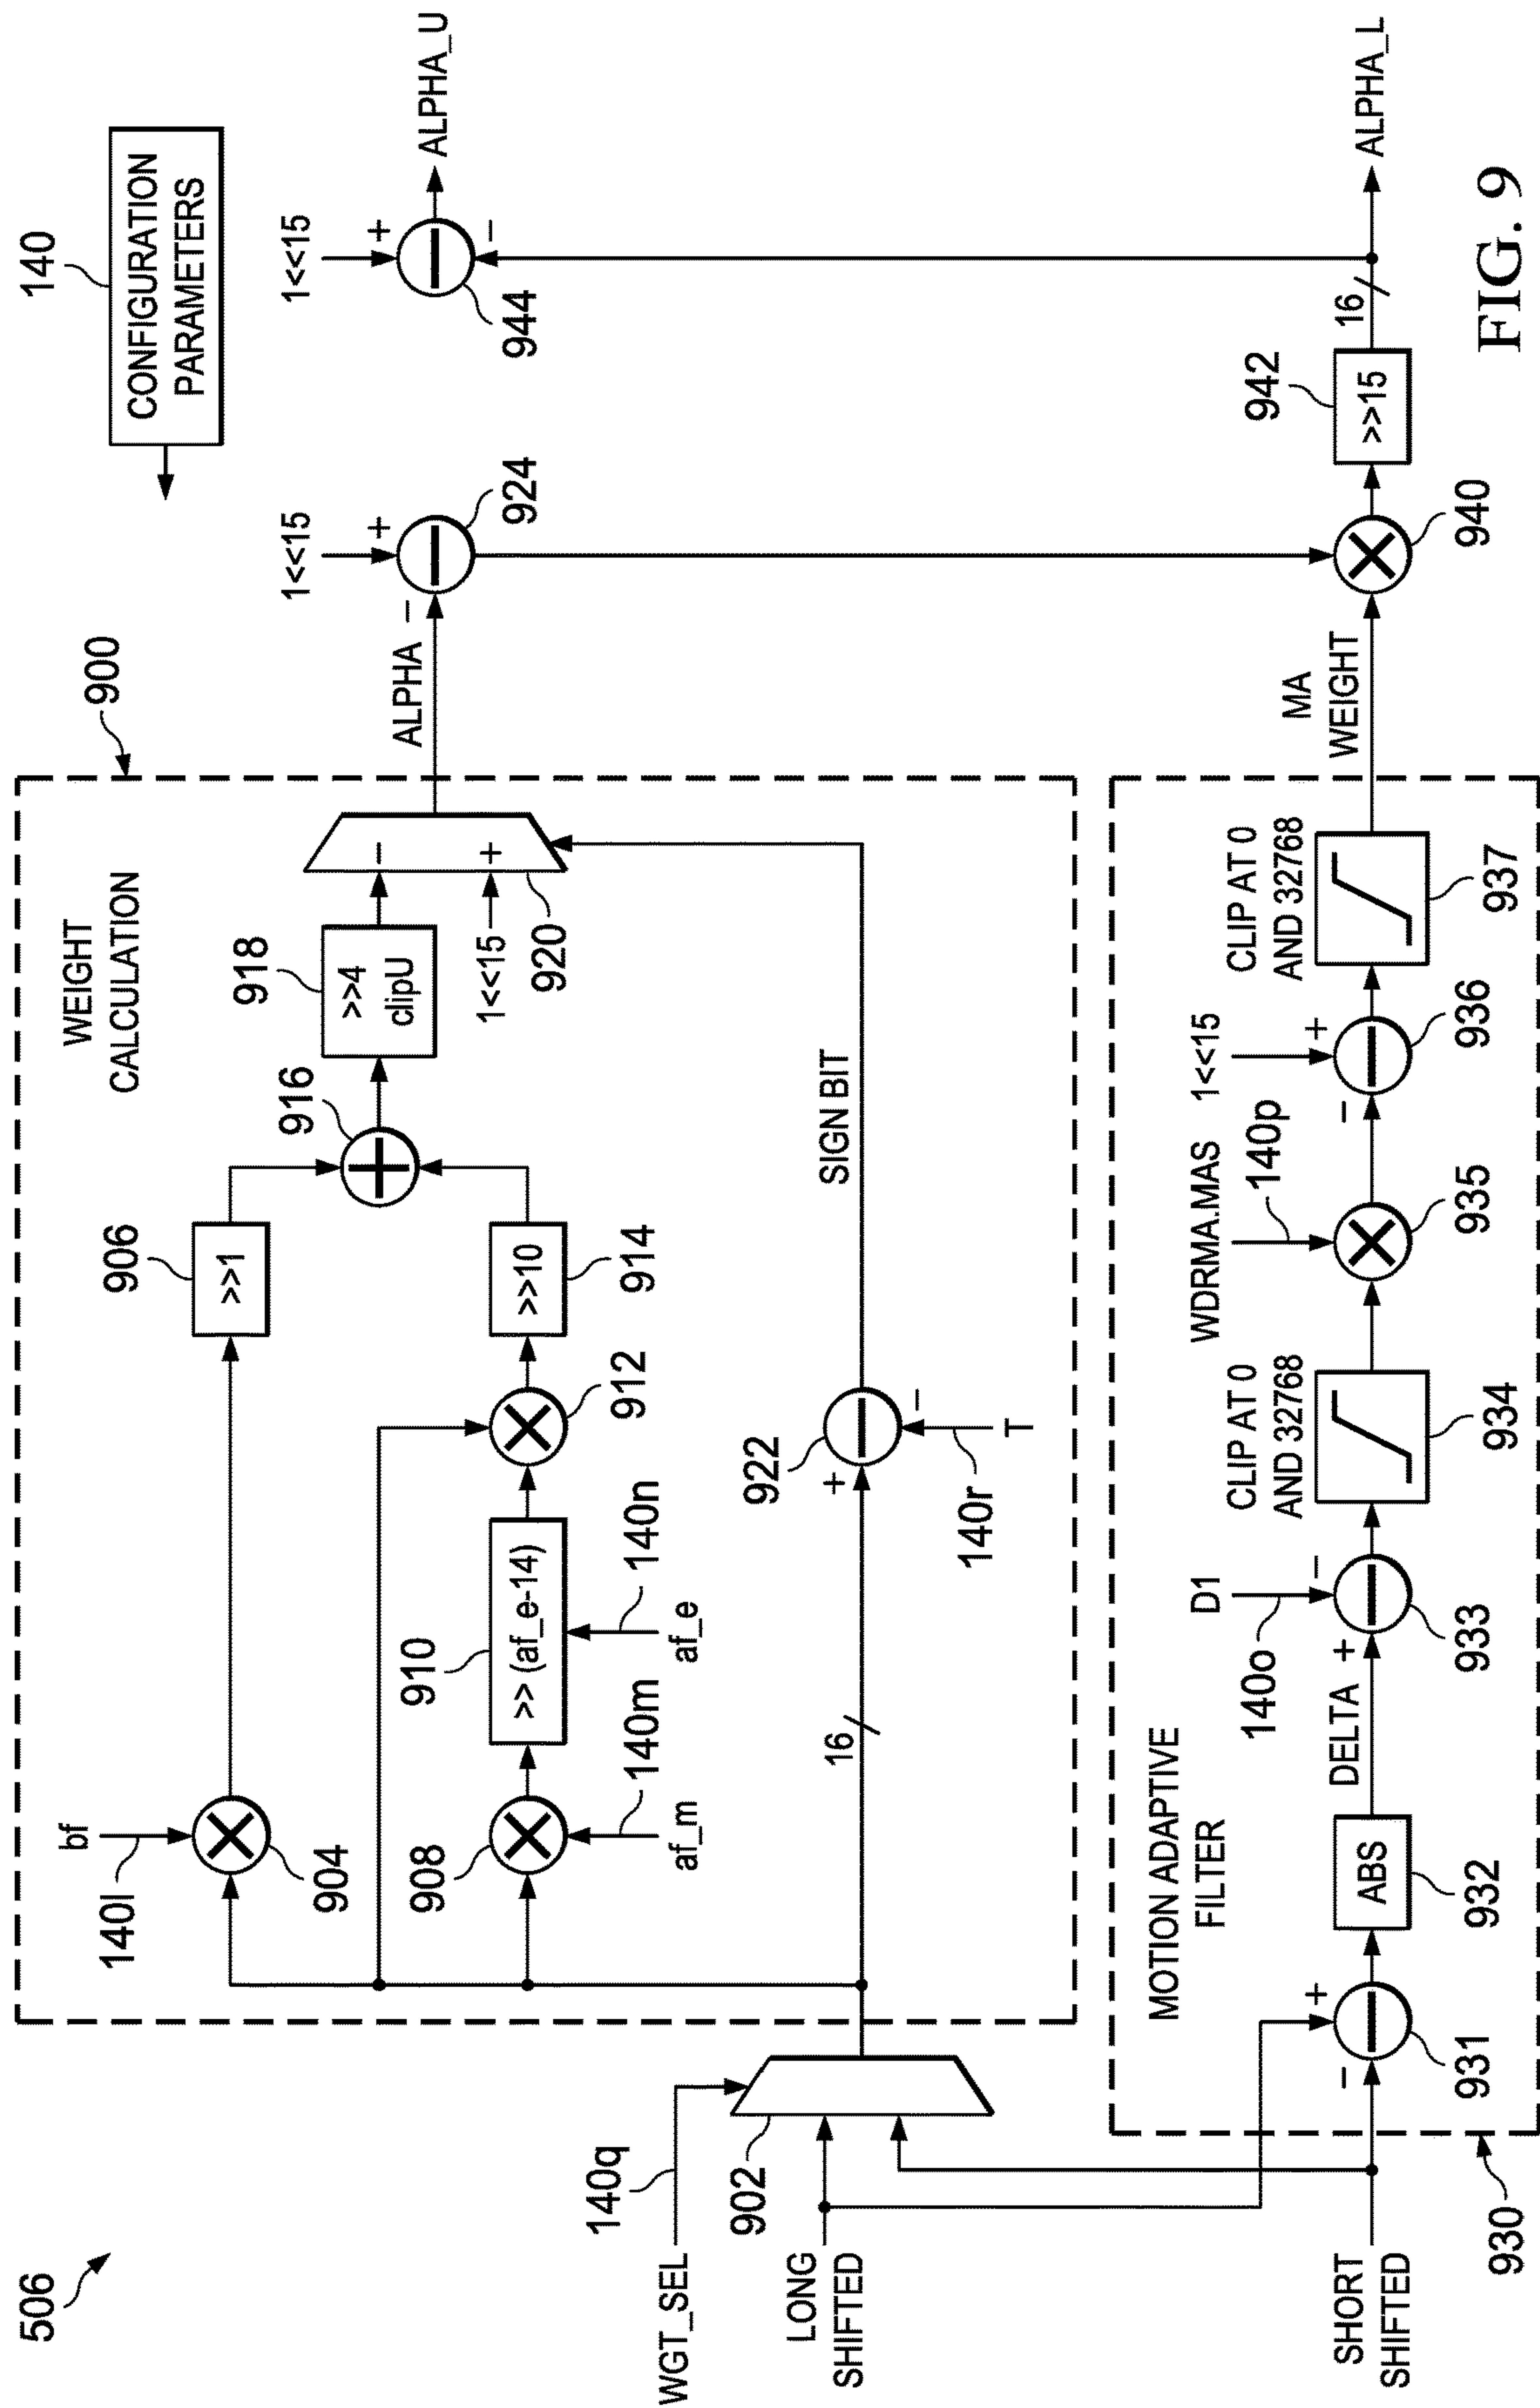 506
140
CONFIGURATION
PARAMETERS
900
WEIGHT
CALCULATION
bf
140l
904
>>1
906
916
918
>>4
clipU
1<<15
920
ALPHA
−
1<<15
+
924
1<<15
+
944
−
ALPHA_U
908
140m
af_m
910
>> (af_e-14)
140n
af_e
912
>>10
914
−
+
SIGN BIT
16
922
+
−
140r
T
140q
WGT_SEL
902
LONG
SHIFTED
SHORT
SHIFTED
930
MOTION ADAPTIVE
FILTER
−
+
931
ABS
932
DELTA
+
D1
140o
−
933
CLIP AT 0
AND 32768
934
WDRMA.MAS
140p
935
1<<15
+
−
936
CLIP AT 0
AND 32768
937
MA
WEIGHT
940
942
>>15
16
ALPHA_L
FIG. 9